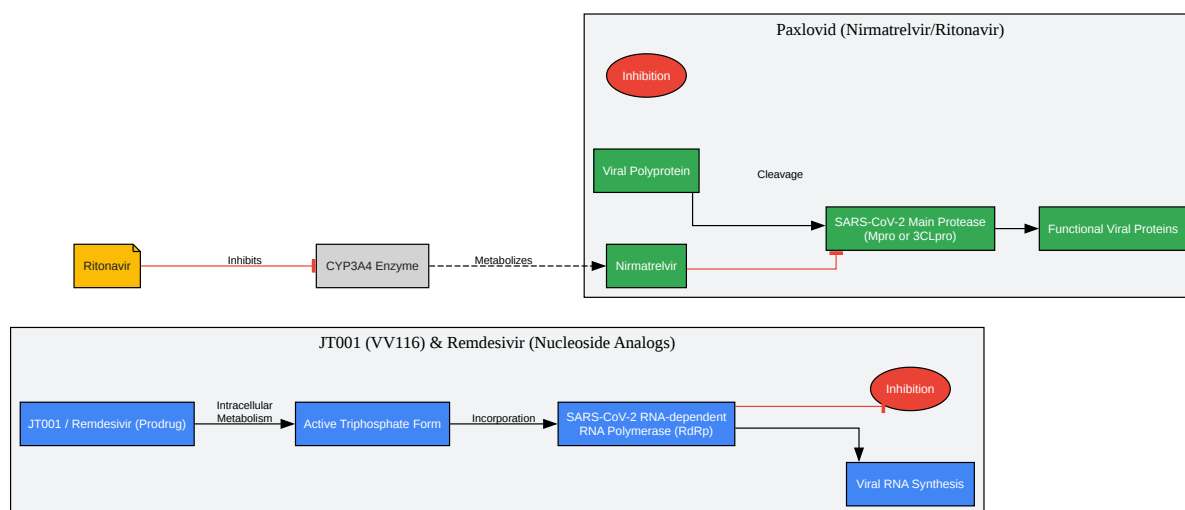 Paxlovid (Nirmatrelvir/Ritonavir)
Inhibition
Viral Polyprotein
Cleavage
SARS-CoV-2 Main Protease
(Mpro or 3CLpro)
Functional Viral Proteins
Ritonavir
Inhibits
CYP3A4 Enzyme
Metabolizes
Nirmatrelvir
JT001 (VV116) & Remdesivir (Nucleoside Analogs)
Inhibition
JT001 / Remdesivir (Prodrug)
Intracellular
Metabolism
Active Triphosphate Form
Incorporation
SARS-CoV-2 RNA-dependent
RNA Polymerase (RdRp)
Viral RNA Synthesis